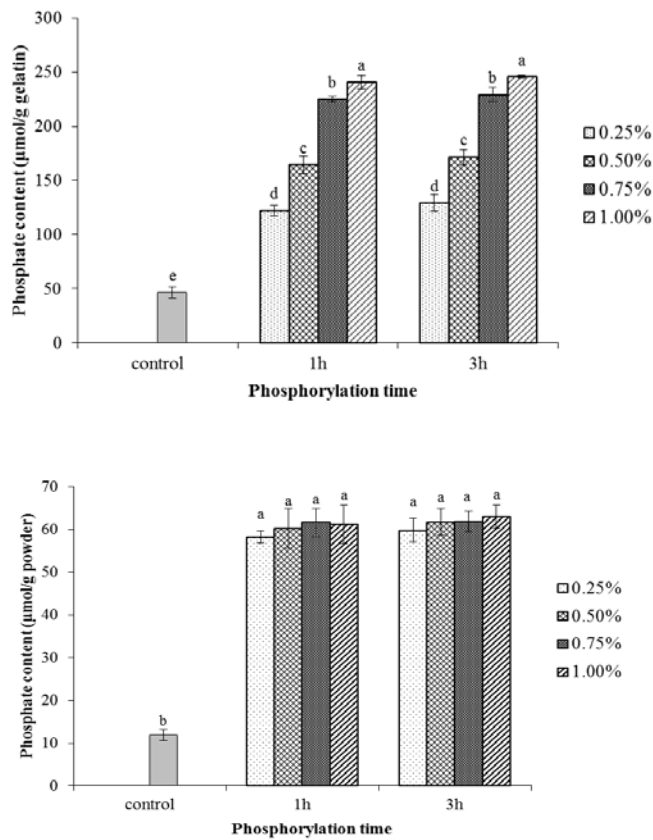 Phosphate content (µmol/g gelatin)
300
250
200
150
100
50
0
e
d
c
b
a
d
c
b
a
control
1h
3h
Phosphorylation time
0.25%
0.50%
0.75%
1.00%
Phosphate content (µmol/g powder)
70
60
50
40
30
20
10
0
b
a
a
a
a
a
a
a
a
control
1h
3h
Phosphorylation time
0.25%
0.50%
0.75%
1.00%